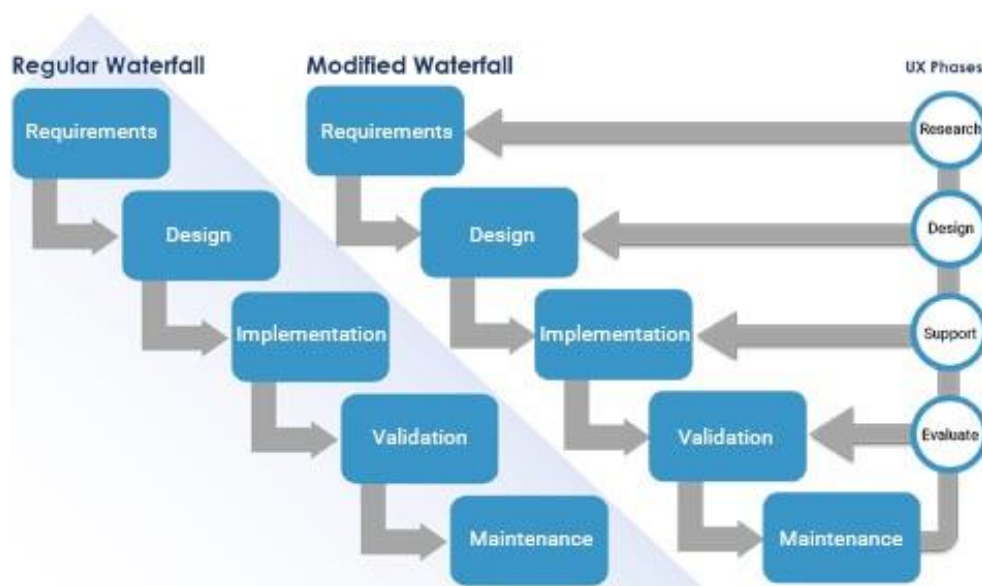 Regular Waterfall
Modified Waterfall
UX Phases
Requirements
Requirements
Research
Design
Design
Design
Implementation
Implementation
Support
Validation
Validation
Evaluate
Maintenance
Maintenance